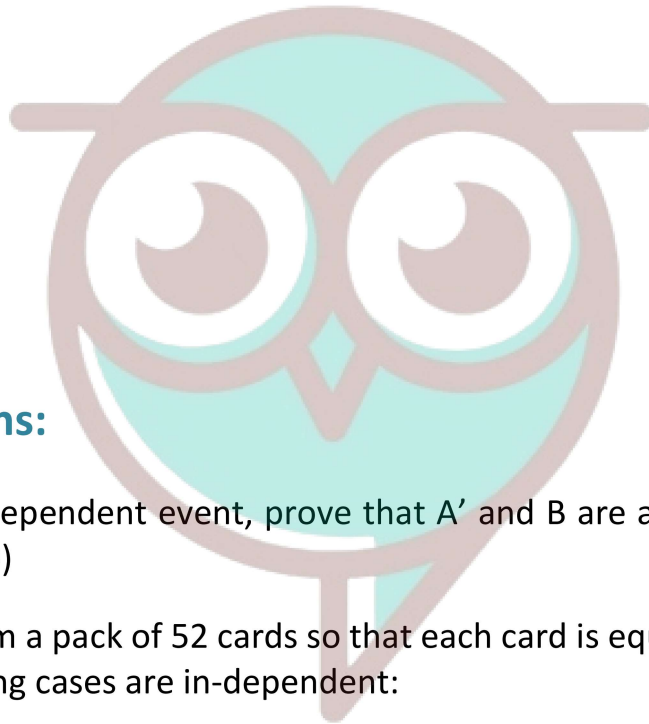 ns:
ependent event, prove that A’ and B are a
)
m a pack of 52 cards so that each card is equ
ng cases are in-dependent: